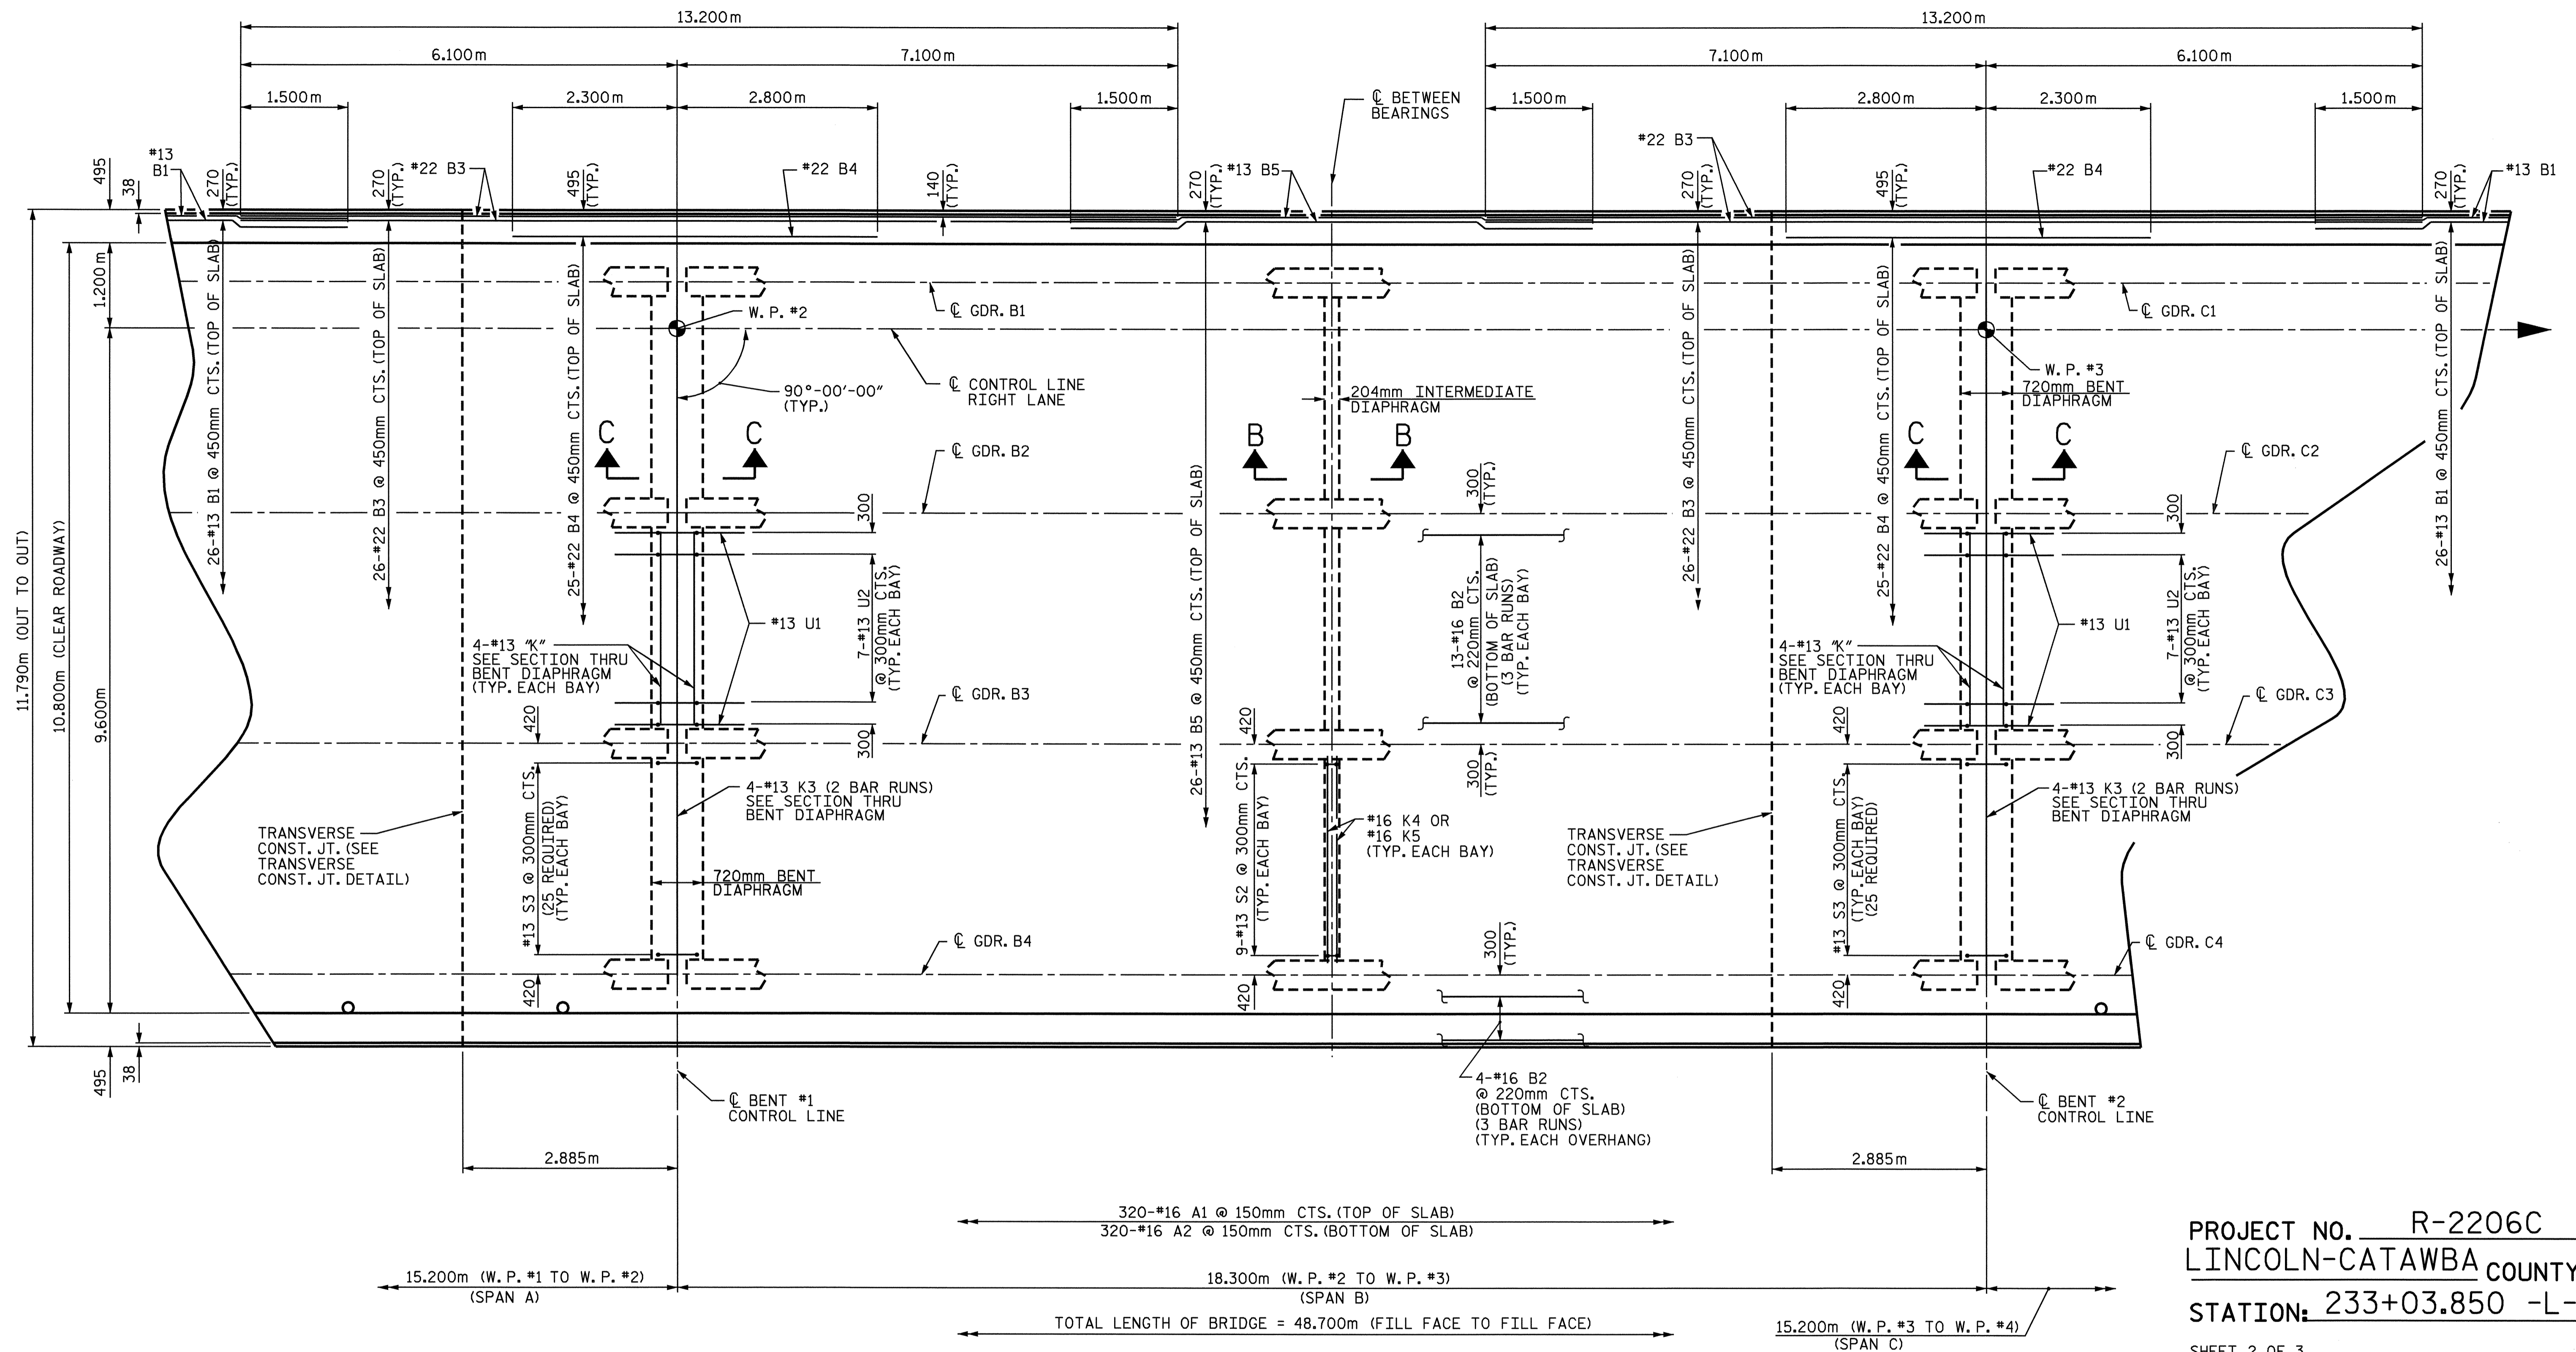 13.200m
13.200m
6.100m
7.100m
7.100m
6.100m
1.500m
2.300m
2.800m
1.500m
℄ BETWEEN
BEARINGS
1.500m
2.800m
2.300m
1.500m
495
38
#13
B1
270
(TYP.)
270
(TYP.)
#22 B3
495
(TYP.)
#22 B4
140
(TYP.)
270
(TYP.)
#13 B5
#22 B3
270
(TYP.)
495
(TYP.)
#22 B4
270
(TYP.)
#13 B1
11.790m (OUT TO OUT)
10.800m (CLEAR ROADWAY)
1.200m
9.600m
26-#13 B1 @ 450mm CTS.(TOP OF SLAB)
26-#22 B3 @ 450mm CTS.(TOP OF SLAB)
25-#22 B4 @ 450mm CTS.(TOP OF SLAB)
W.P. #2
℄ GDR. B1
90°-00'-00"
(TYP.)
℄ CONTROL LINE
RIGHT LANE
C
C
℄ GDR. B2
300
7-#13 U2
@ 300mm CTS.
(TYP. EACH BAY)
#13 U1
4-#13 "K"
SEE SECTION THRU
BENT DIAPHRAGM
(TYP. EACH BAY)
420
300
℄ GDR. B3
#13 S3 @ 300mm CTS.
(25 REQUIRED)
(TYP. EACH BAY)
4-#13 K3 (2 BAR RUNS)
SEE SECTION THRU
BENT DIAPHRAGM
TRANSVERSE
CONST. JT. (SEE
TRANSVERSE
CONST. JT. DETAIL)
720mm BENT
DIAPHRAGM
420
℄ GDR. B4
26-#13 B5 @ 450mm CTS.(TOP OF SLAB)
204mm INTERMEDIATE
DIAPHRAGM
B
B
300
(TYP.)
13-#16 B2
@ 220mm CTS.
(BOTTOM OF SLAB)
(3 BAR RUNS)
(TYP. EACH BAY)
420
300
(TYP.)
9-#13 S2 @ 300mm CTS.
(TYP. EACH BAY)
#16 K4 OR
#16 K5
(TYP. EACH BAY)
420
300
(TYP.)
4-#16 B2
@ 220mm CTS.
(BOTTOM OF SLAB)
(3 BAR RUNS)
(TYP. EACH OVERHANG)
26-#22 B3 @ 450mm CTS.(TOP OF SLAB)
25-#22 B4 @ 450mm CTS.(TOP OF SLAB)
26-#13 B1 @ 450mm CTS.(TOP OF SLAB)
℄ GDR. C1
W.P. #3
720mm BENT
DIAPHRAGM
C
C
℄ GDR. C2
300
7-#13 U2
@ 300mm CTS.
(TYP. EACH BAY)
#13 U1
4-#13 "K"
SEE SECTION THRU
BENT DIAPHRAGM
(TYP. EACH BAY)
420
300
℄ GDR. C3
#13 S3 @ 300mm CTS.
(TYP. EACH BAY)
(25 REQUIRED)
4-#13 K3 (2 BAR RUNS)
SEE SECTION THRU
BENT DIAPHRAGM
TRANSVERSE
CONST. JT. (SEE
TRANSVERSE
CONST. JT. DETAIL)
420
℄ GDR. C4
495
38
℄ BENT #1
CONTROL LINE
℄ BENT #2
CONTROL LINE
2.885m
2.885m
320-#16 A1 @ 150mm CTS. (TOP OF SLAB)
320-#16 A2 @ 150mm CTS. (BOTTOM OF SLAB)
15.200m (W.P. #1 TO W.P. #2)
(SPAN A)
18.300m (W.P. #2 TO W.P. #3)
(SPAN B)
15.200m (W.P. #3 TO W.P. #4)
(SPAN C)
TOTAL LENGTH OF BRIDGE = 48.700m (FILL FACE TO FILL FACE)
PROJECT NO. R-2206C
LINCOLN-CATAWBA COUNTY
STATION: 233+03.850 -L-
SHEET 2 OF 3